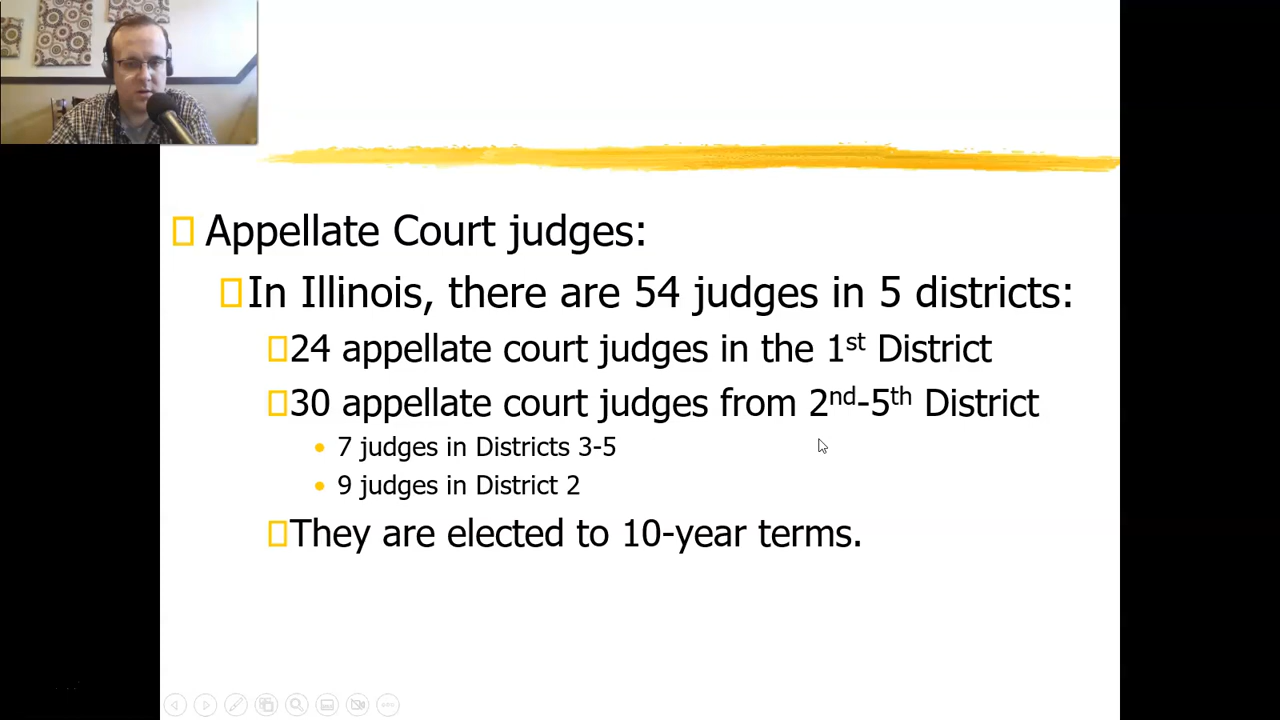 Appellate Court judges:
In Illinois, there are 54 judges in 5 districts:
24 appellate court judges in the 1st District
30 appellate court judges from 2nd-5th District
7 judges in Districts 3-5
9 judges in District 2
They are elected to 10-year terms.